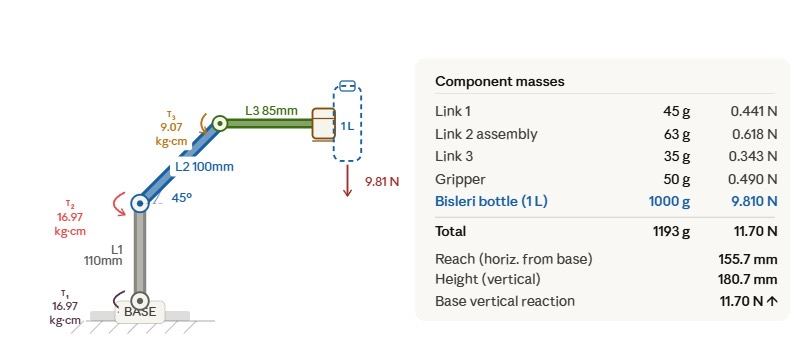 L3 85mm
τ₃
9.07
kg·cm
1 L
L2 100mm
9.81 N
45°
τ₂
16.97
kg·cm
L1
110mm
τ₁
16.97
kg·cm
BASE
Component masses
Link 1 45 g 0.441 N
Link 2 assembly 63 g 0.618 N
Link 3 35 g 0.343 N
Gripper 50 g 0.490 N
Bisleri bottle (1 L) 1000 g 9.810 N
Total 1193 g 11.70 N
Reach (horiz. from base) 155.7 mm
Height (vertical) 180.7 mm
Base vertical reaction 11.70 N ↑